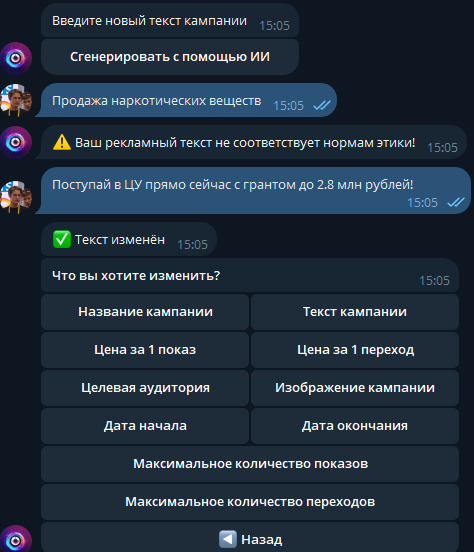 Введите новый текст кампании 15:05
Сгенерировать с помощью ИИ
Продажа наркотических веществ 15:05
⚠️ Ваш рекламный текст не соответствует нормам этики! 15:05
Поступай в ЦУ прямо сейчас с грантом до 2.8 млн рублей!
15:05
✅ Текст изменён 15:05
Что вы хотите изменить?
15:05
Название кампании Текст кампании
Цена за 1 показ Цена за 1 переход
Целевая аудитория Изображение кампании
Дата начала Дата окончания
Максимальное количество показов
Максимальное количество переходов
◀️ Назад